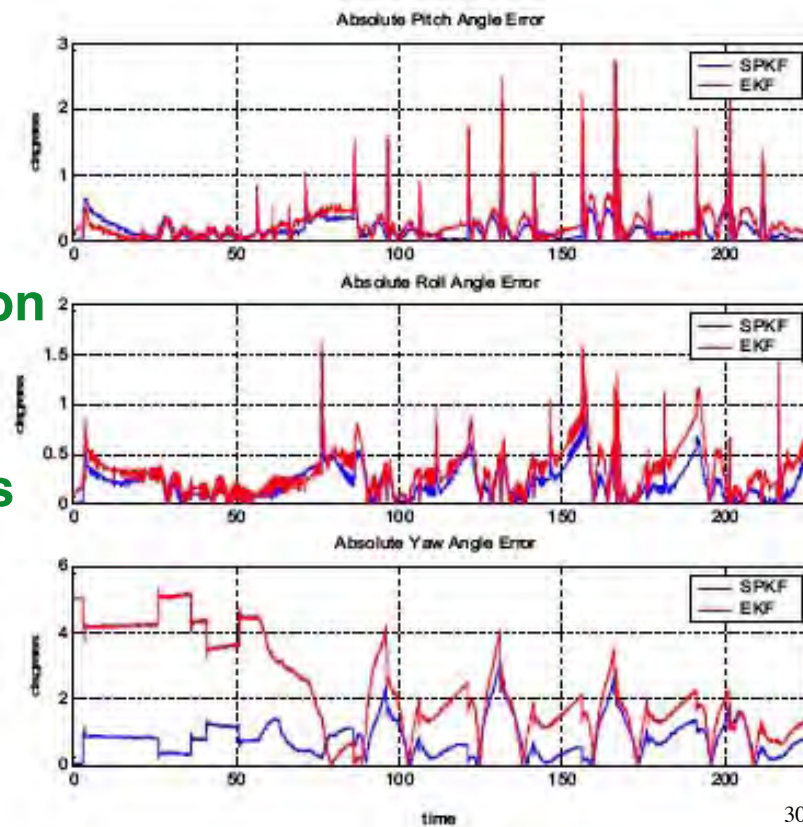 Absolute Pitch Angle Error
3
2
1
0
degrees
SPKF
EKF
0
50
100
150
200
on
s
Absolute Roll Angle Error
2
1.5
1
0.5
0
degrees
SPKF
EKF
0
50
100
150
200
Absolute Yaw Angle Error
6
4
2
0
degrees
SPKF
EKF
0
50
100
150
200
time
30